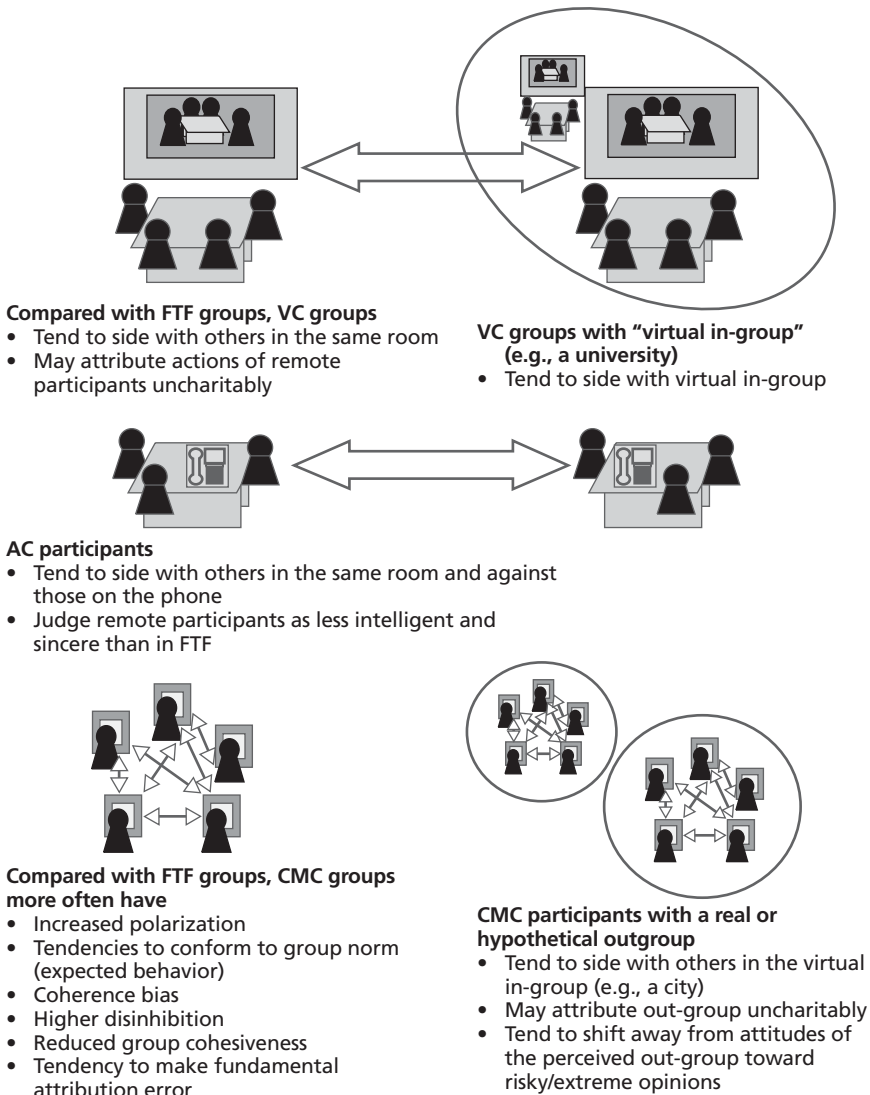 Compared with FTF groups, VC groups
• Tend to side with others in the same room
• May attribute actions of remote
participants uncharitably
VC groups with “virtual in-group”
(e.g., a university)
• Tend to side with virtual in-group
AC participants
• Tend to side with others in the same room and against
those on the phone
• Judge remote participants as less intelligent and
sincere than in FTF
Compared with FTF groups, CMC groups
more often have
• Increased polarization
• Tendencies to conform to group norm
(expected behavior)
• Coherence bias
• Higher disinhibition
• Reduced group cohesiveness
• Tendency to make fundamental
attribution error
CMC participants with a real or
hypothetical outgroup
• Tend to side with others in the virtual
in-group (e.g., a city)
• May attribute out-group uncharitably
• Tend to shift away from attitudes of
the perceived out-group toward
risky/extreme opinions